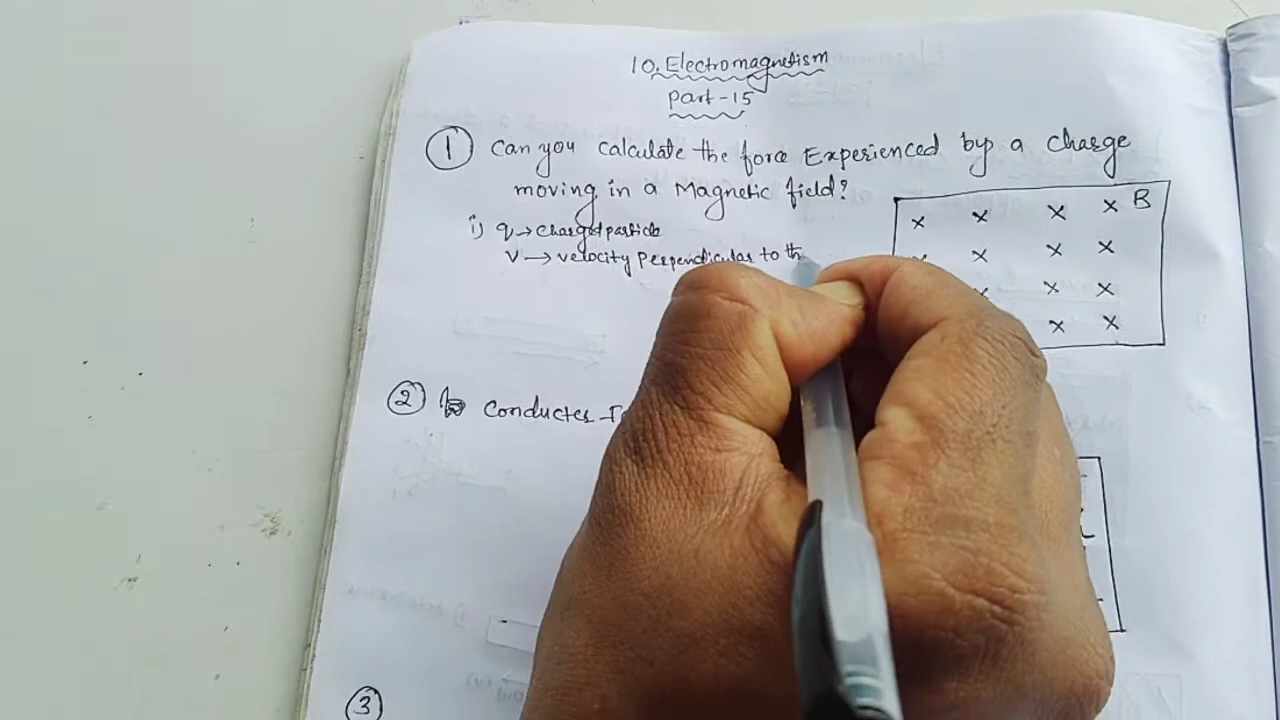 10. Electromagnetism
Part-15
1 Can you calculate the force Experienced by a charge
moving in a Magnetic field?
i) q → charged particle
v → velocity perpendicular to th
B
× × × ×
× × ×
× × ×
× ×
2 conducter
3